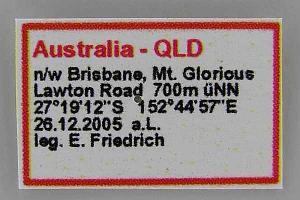 Australia - QLD
n/w Brisbane, Mt. Glorious
Lawton Road 700m üNN
27°19'12"S 152°44'57"E
26.12.2005 a.L.
leg. E. Friedrich